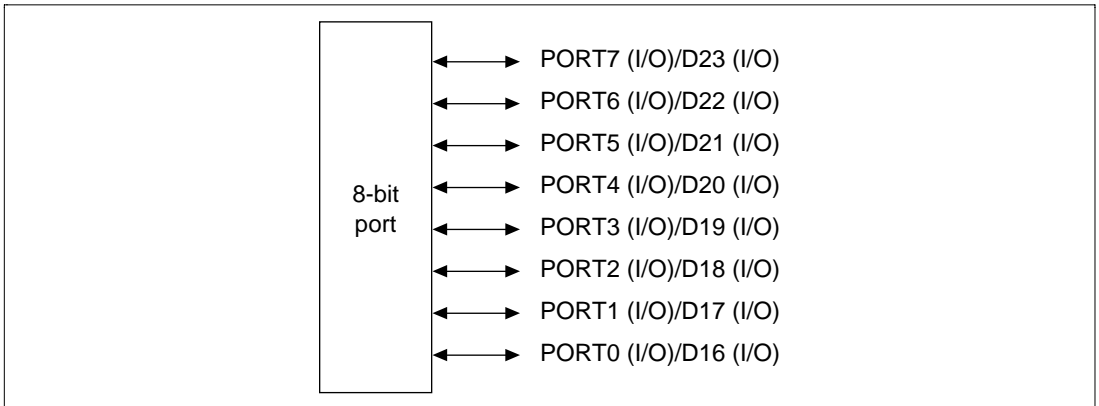 PORT7 (I/O)/D23 (I/O)
PORT6 (I/O)/D22 (I/O)
PORT5 (I/O)/D21 (I/O)
PORT4 (I/O)/D20 (I/O)
8-bit
port
PORT3 (I/O)/D19 (I/O)
PORT2 (I/O)/D18 (I/O)
PORT1 (I/O)/D17 (I/O)
PORT0 (I/O)/D16 (I/O)